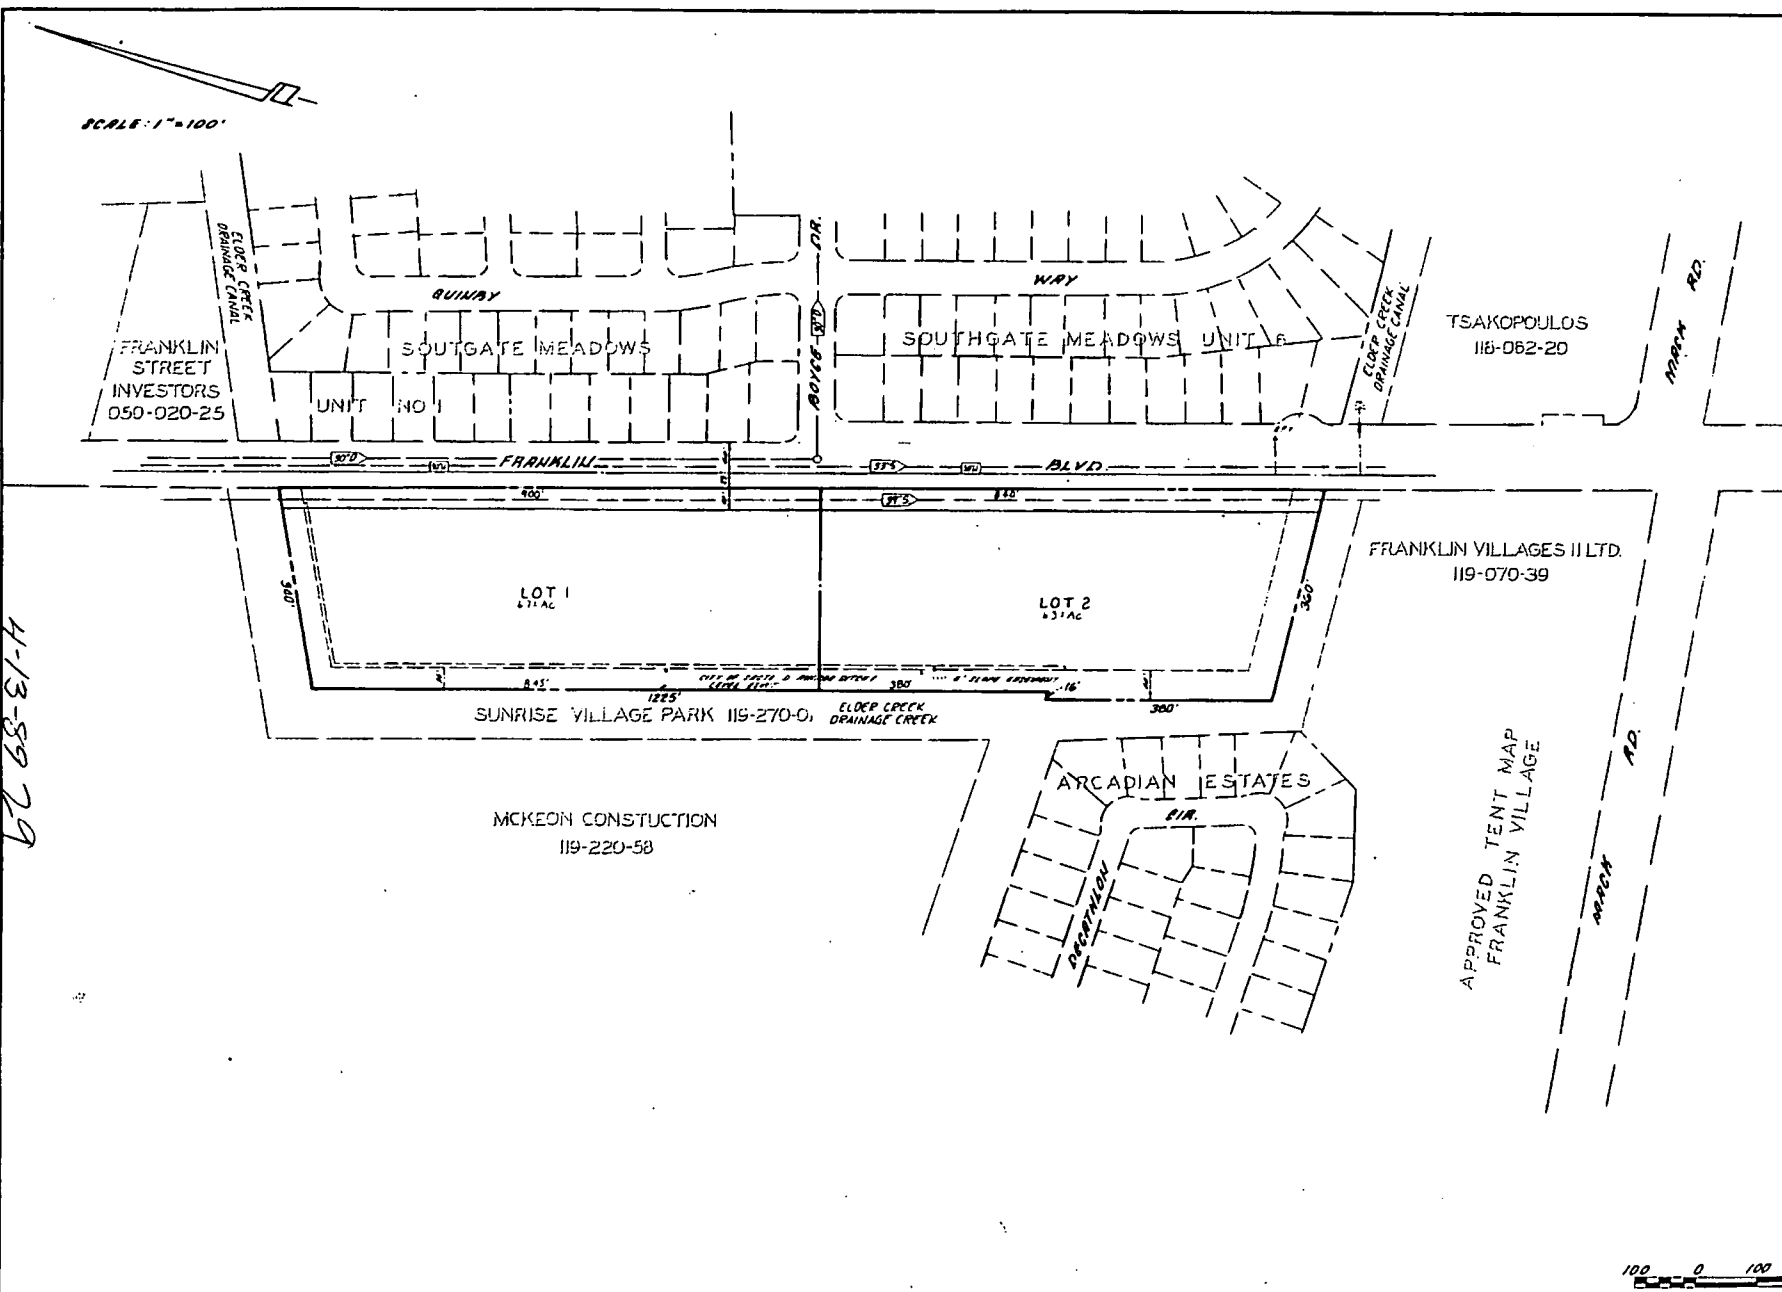 SCALE: 1"=100'
ELDER CREEK
DRAINAGE CANAL
FRANKLIN
STREET
INVESTORS
050-020-25
QUINBY
WAY
BOYCE DR.
SOUTGATE MEADOWS
UNIT NO 1
SOUTHGATE MEADOWS UNIT 6
ELDER CREEK
DRAINAGE CANAL
TSAKOPOULOS
118-062-20
MACK RD.
30"D
FRANKLIN
33"S
BLVD.
900'
FRANKLIN VILLAGES II LTD.
119-070-39
360'
LOT 1
LOT 2
360'
845'
1225'
380'
16'
380'
SUNRISE VILLAGE PARK 119-270-0
ELDER CREEK
DRAINAGE CREEK
MCKEON CONSTUCTION
119-220-58
ARCADIAN ESTATES
CIR.
DECATHLON
APPROVED TENT MAP
FRANKLIN VILLAGE
MACK RD.
4-13-89
100 0 100